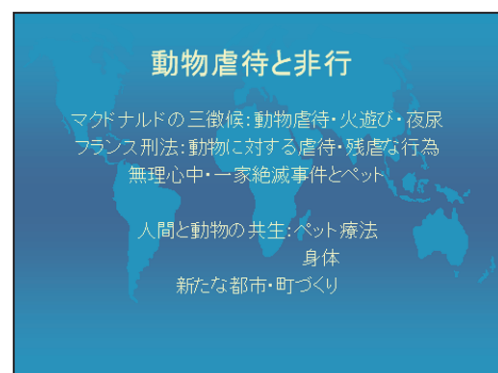 動物虐待と非行
マクドナルドの三徴候:動物虐待・火遊び・夜尿
フランス刑法:動物に対する虐待・残虐な行為
無理心中・一家絶滅事件とペット
人間と動物の共生:ペット療法
身体
新たな都市・町づくり